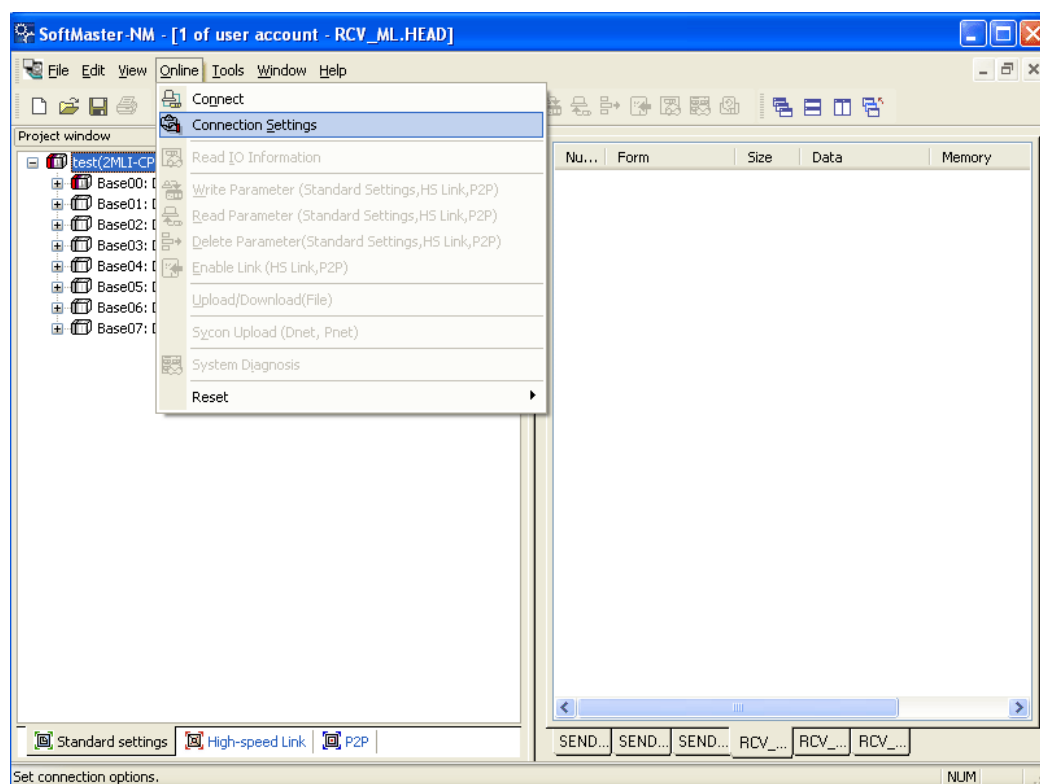 SoftMaster-NM - [1 of user account - RCV_ML.HEAD]
File Edit View Online Tools Window Help
Connect
Connection Settings
Read IO Information
Write Parameter (Standard Settings,HS Link,P2P)
Read Parameter (Standard Settings,HS Link,P2P)
Delete Parameter(Standard Settings,HS Link,P2P)
Enable Link (HS Link,P2P)
Upload/Download(File)
Sycon Upload (Dnet, Pnet)
System Diagnosis
Reset
Project window
test(2MLI-CP
Base00: D
Base01: D
Base02: D
Base03: D
Base04: D
Base05: D
Base06: D
Base07: D
Nu... Form Size Data Memory
Standard settings High-speed Link P2P
SEND... SEND... SEND... RCV_... RCV_... RCV_...
Set connection options. NUM